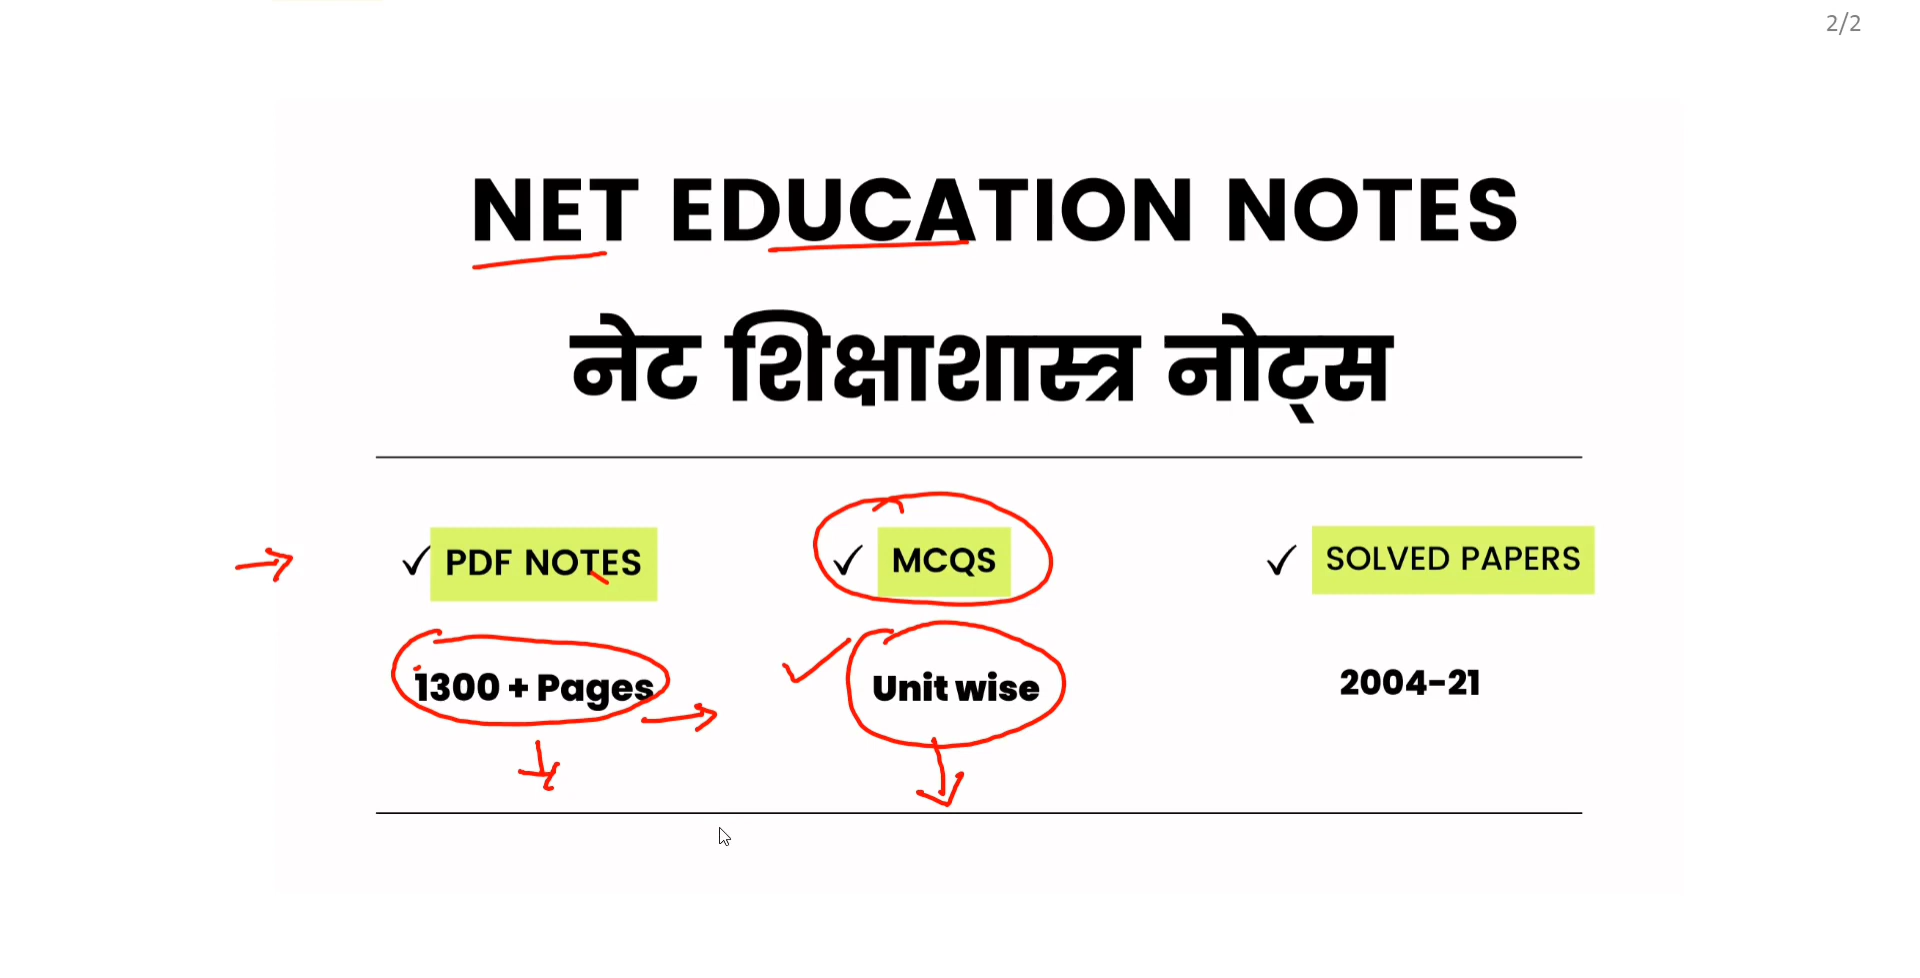 2/2
NET EDUCATION NOTES
नेट शिक्षाशास्त्र नोट्स
✓ PDF NOTES
✓ MCQS
✓ SOLVED PAPERS
1300 + Pages
Unit wise
2004-21